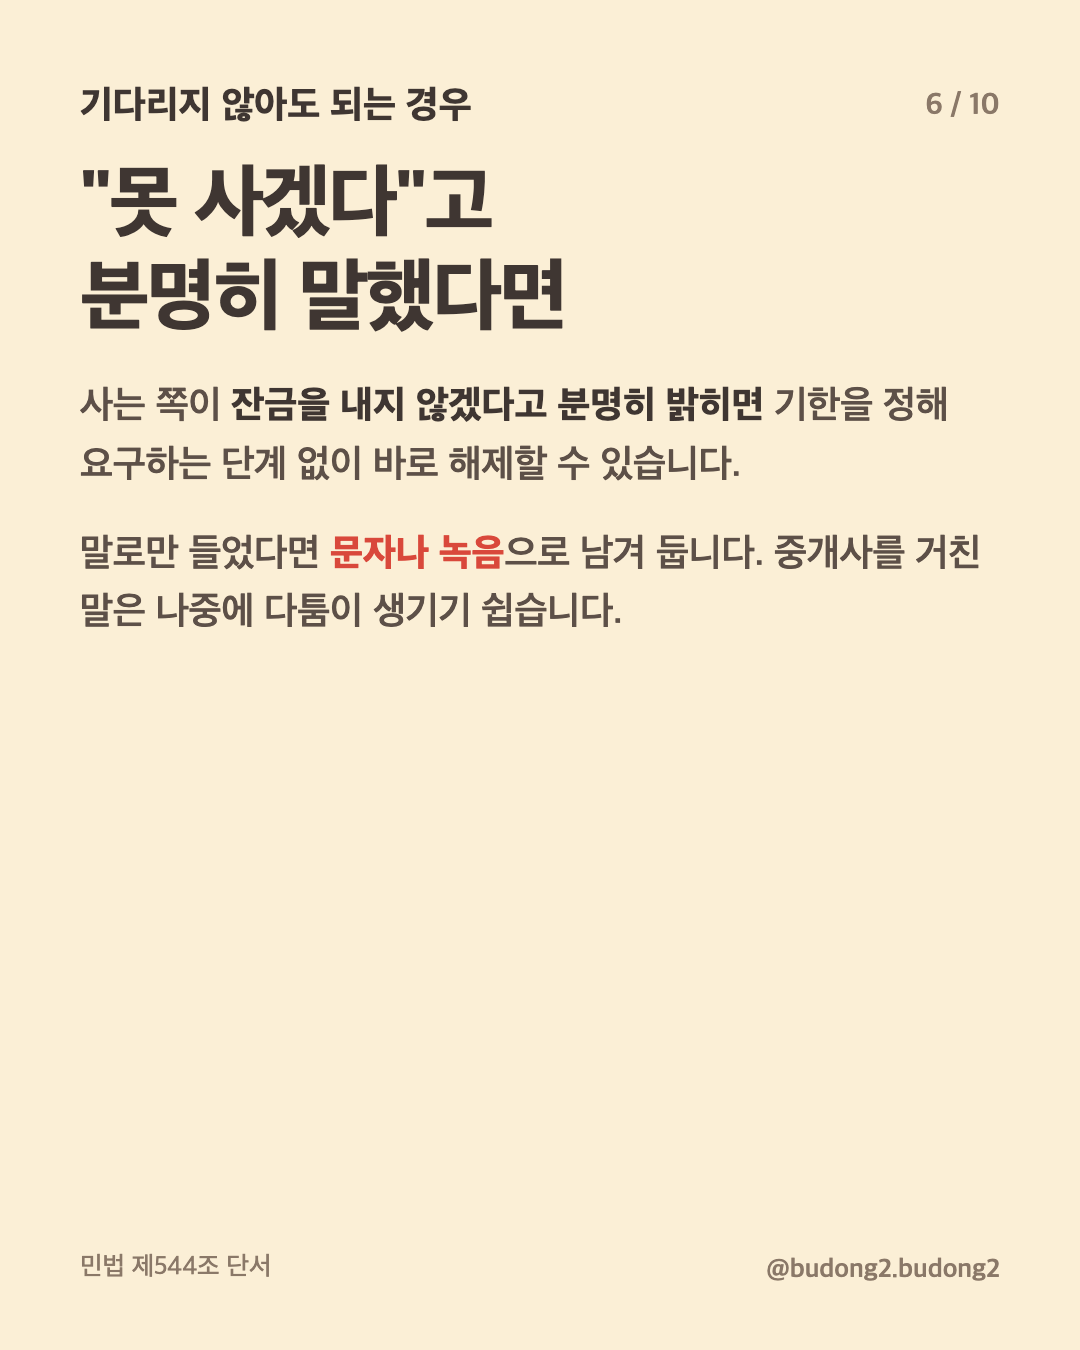 기다리지 않아도 되는 경우
6 / 10
"못 사겠다"고
분명히 말했다면
사는 쪽이 잔금을 내지 않겠다고 분명히 밝히면 기한을 정해
요구하는 단계 없이 바로 해제할 수 있습니다.
말로만 들었다면 문자나 녹음으로 남겨 둡니다. 중개사를 거친
말은 나중에 다툼이 생기기 쉽습니다.
민법 제544조 단서
@budong2.budong2